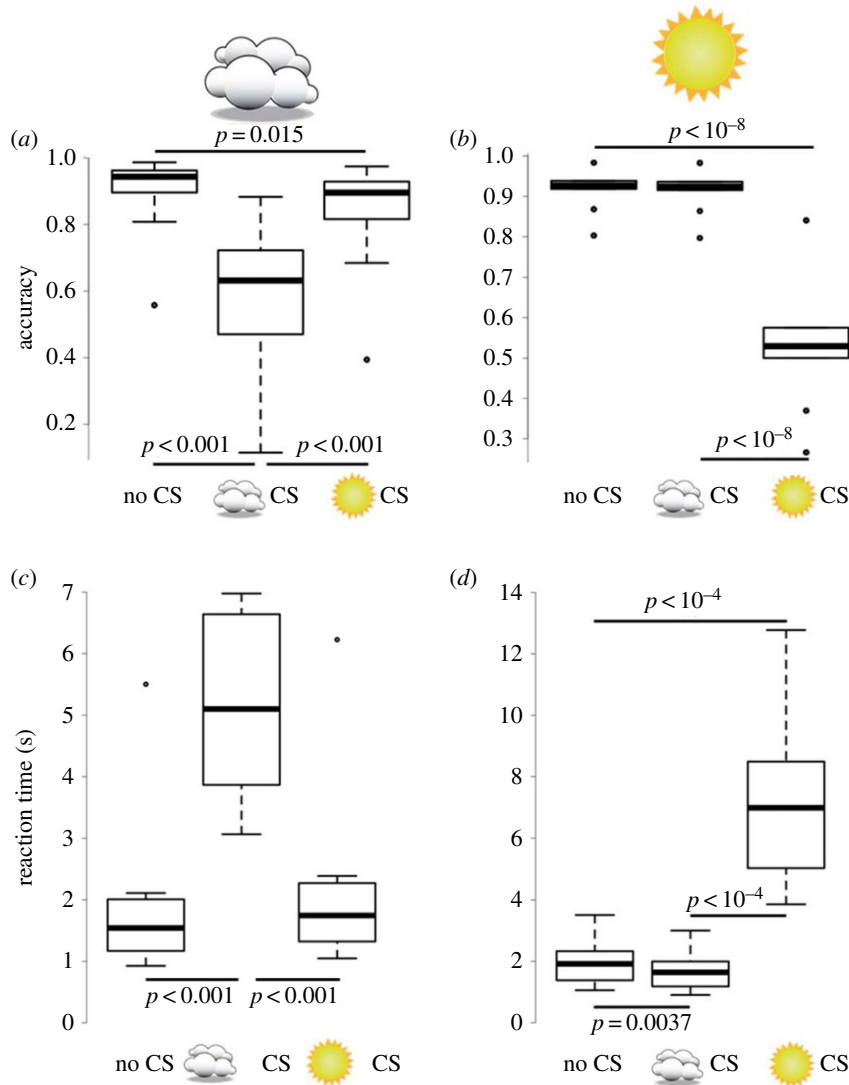 (a)
p = 0.015
1.0
0.8
0.6
0.4
0.2
accuracy
p < 0.001
p < 0.001
no CS
CS
CS
(b)
p < 10–8
1.0
0.9
0.8
0.7
0.6
0.5
0.4
0.3
p < 10–8
no CS
CS
CS
(c)
7
6
5
4
3
2
1
0
reaction time (s)
p < 0.001
p < 0.001
no CS
CS
CS
(d)
14
12
10
8
6
4
2
0
p < 10–4
p < 10–4
p = 0.0037
no CS
CS
CS